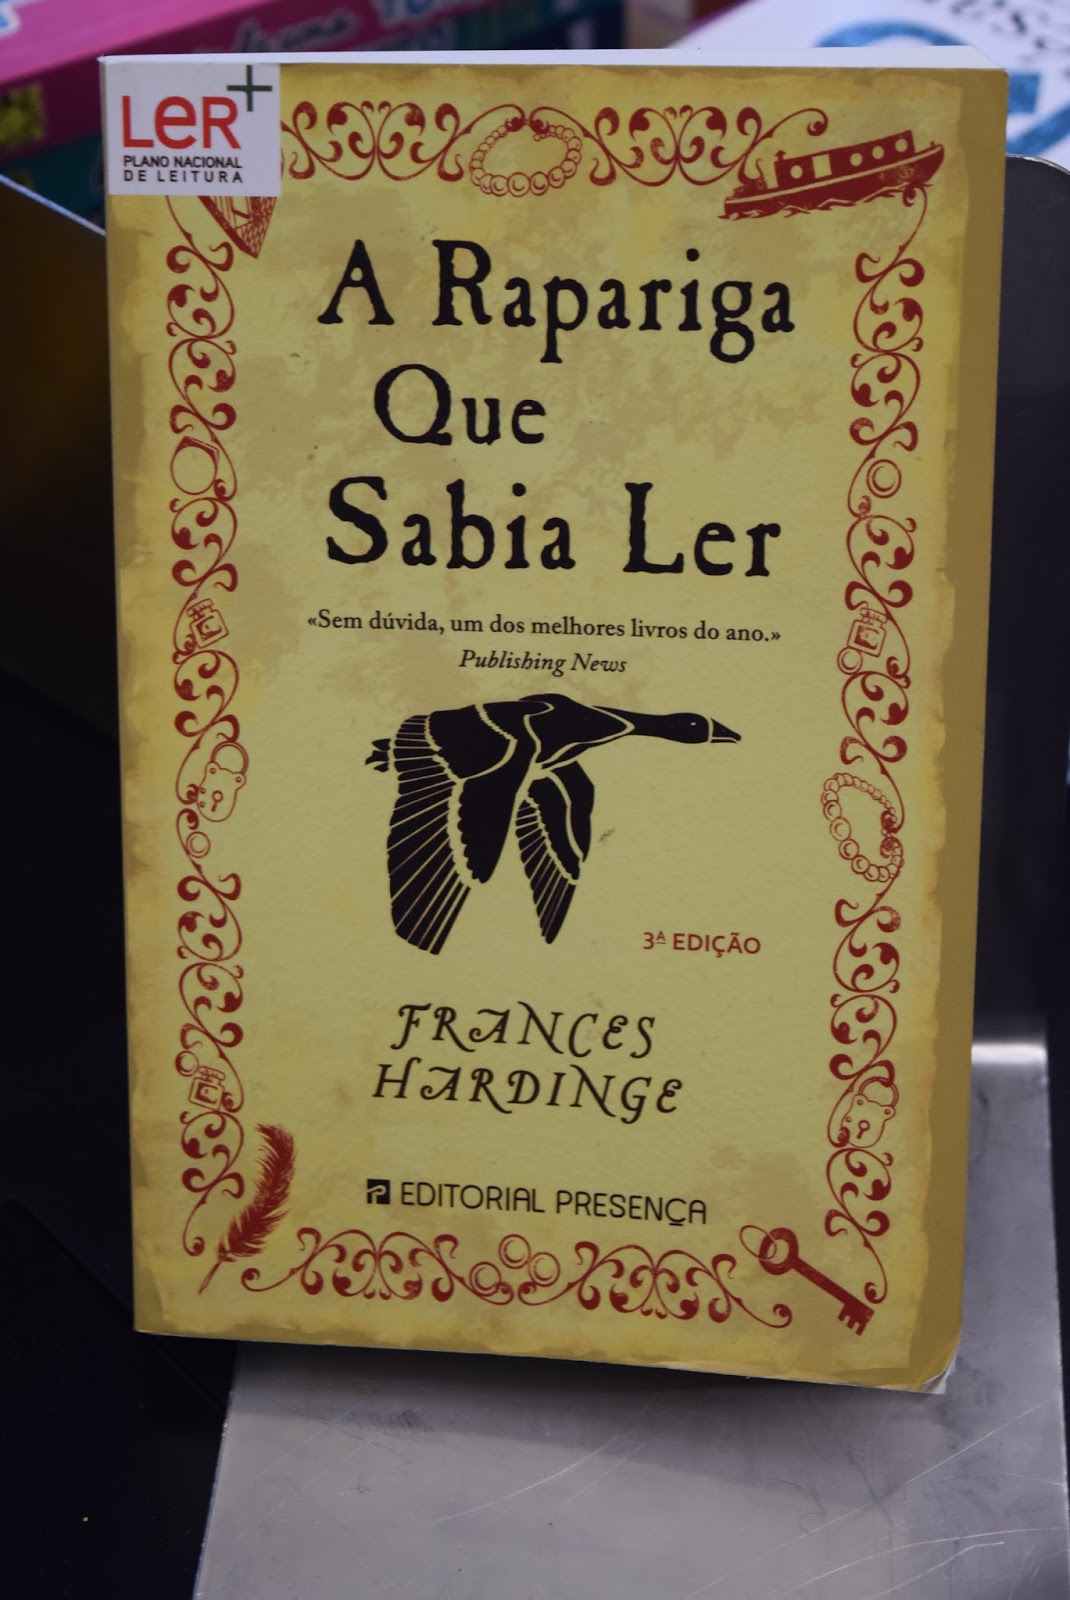 LeR+
PLANO NACIONAL
DE LEITURA
A Rapariga
Que
Sabia Ler
«Sem dúvida, um dos melhores livros do ano.»
Publishing News
3ª EDIÇÃO
FRANCES
HARDINGE
EDITORIAL PRESENÇA